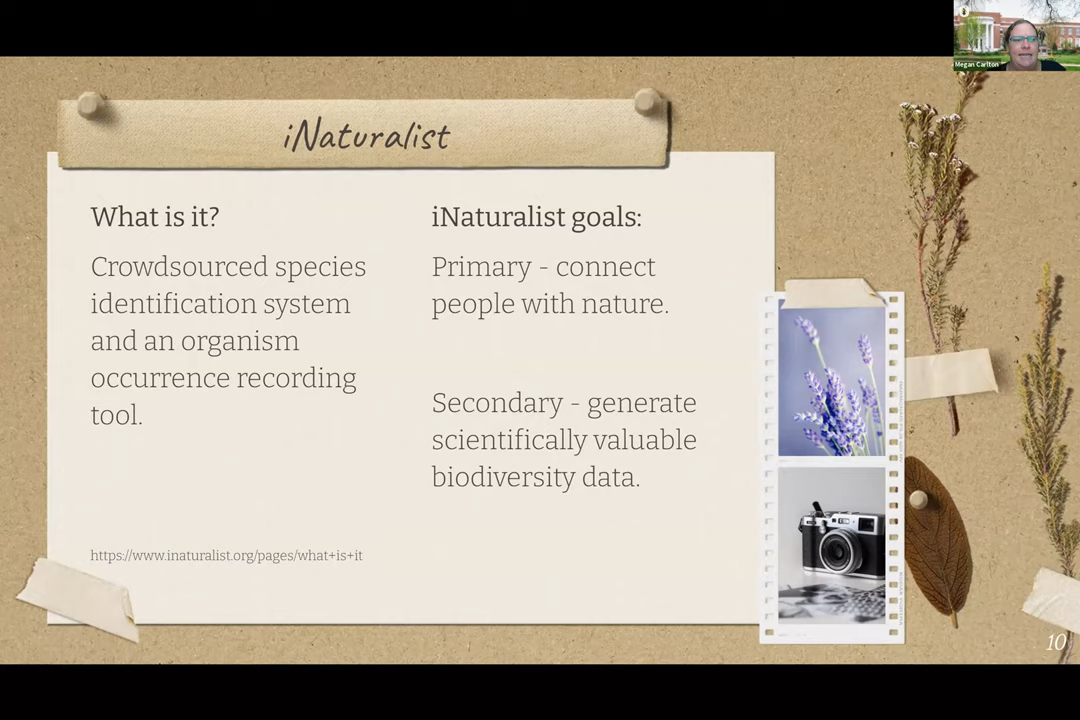 Megan Carlton
iNaturalist
What is it?
Crowdsourced species
identification system
and an organism
occurrence recording
tool.
https://www.inaturalist.org/pages/what+is+it
iNaturalist goals:
Primary - connect
people with nature.
Secondary - generate
scientifically valuable
biodiversity data.
10